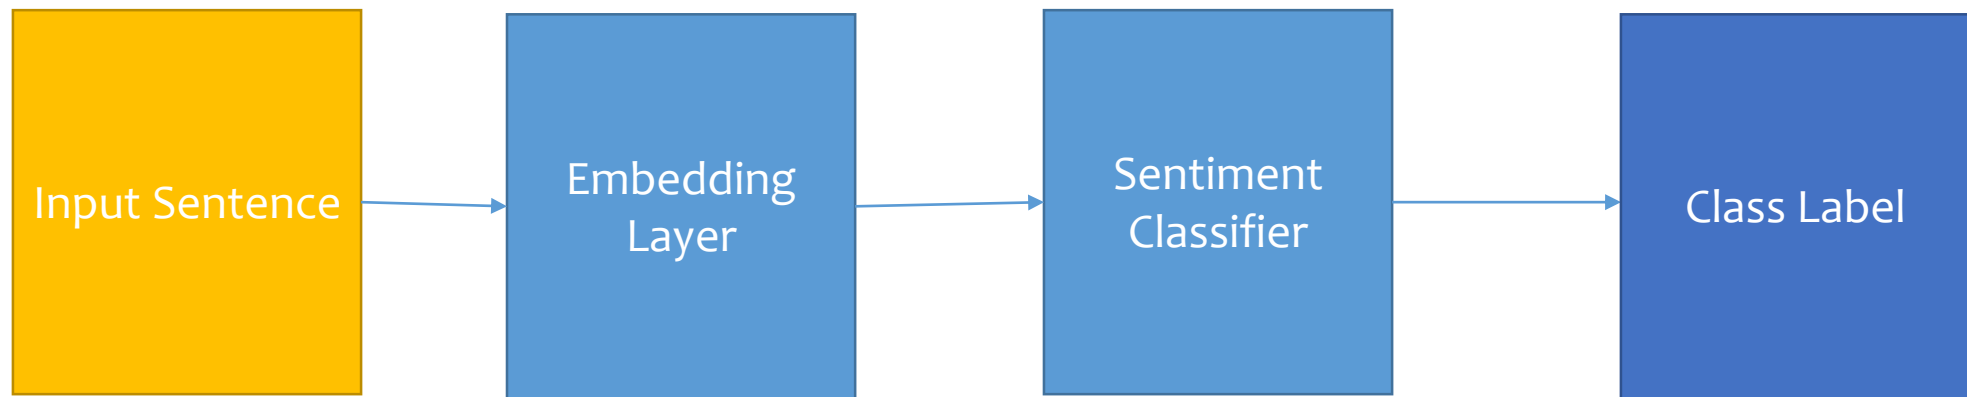 Input Sentence
Embedding
Layer
Sentiment
Classifier
Class Label